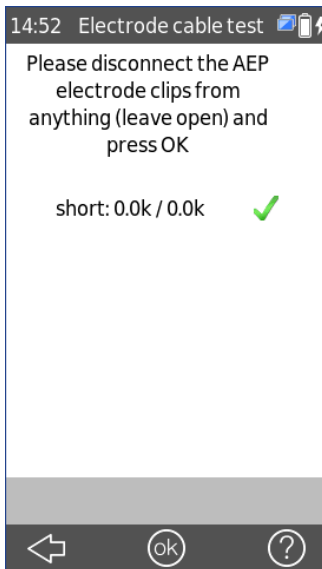 14:52 Electrode cable test
Please disconnect the AEP
electrode clips from
anything (leave open) and
press OK
short: 0.0k / 0.0k
ok ?